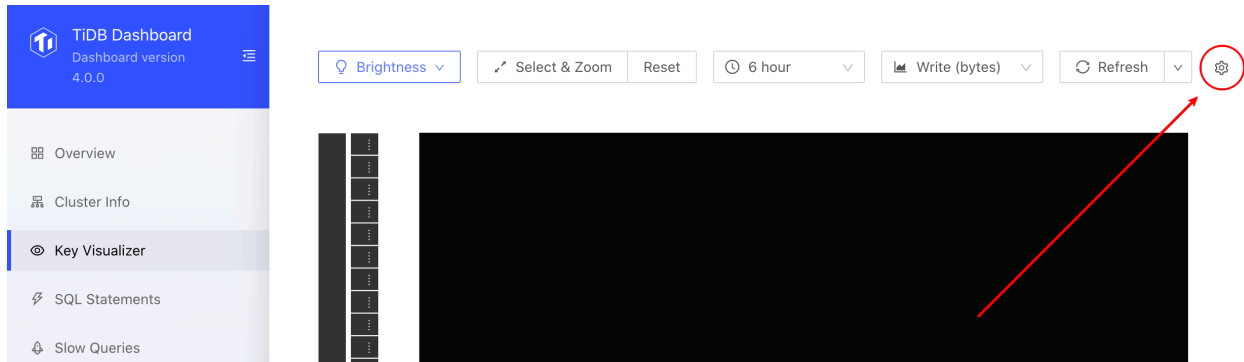 TiDB Dashboard
Dashboard version
4.0.0
Brightness
Select & Zoom
Reset
6 hour
Write (bytes)
Refresh
Overview
Cluster Info
Key Visualizer
SQL Statements
Slow Queries